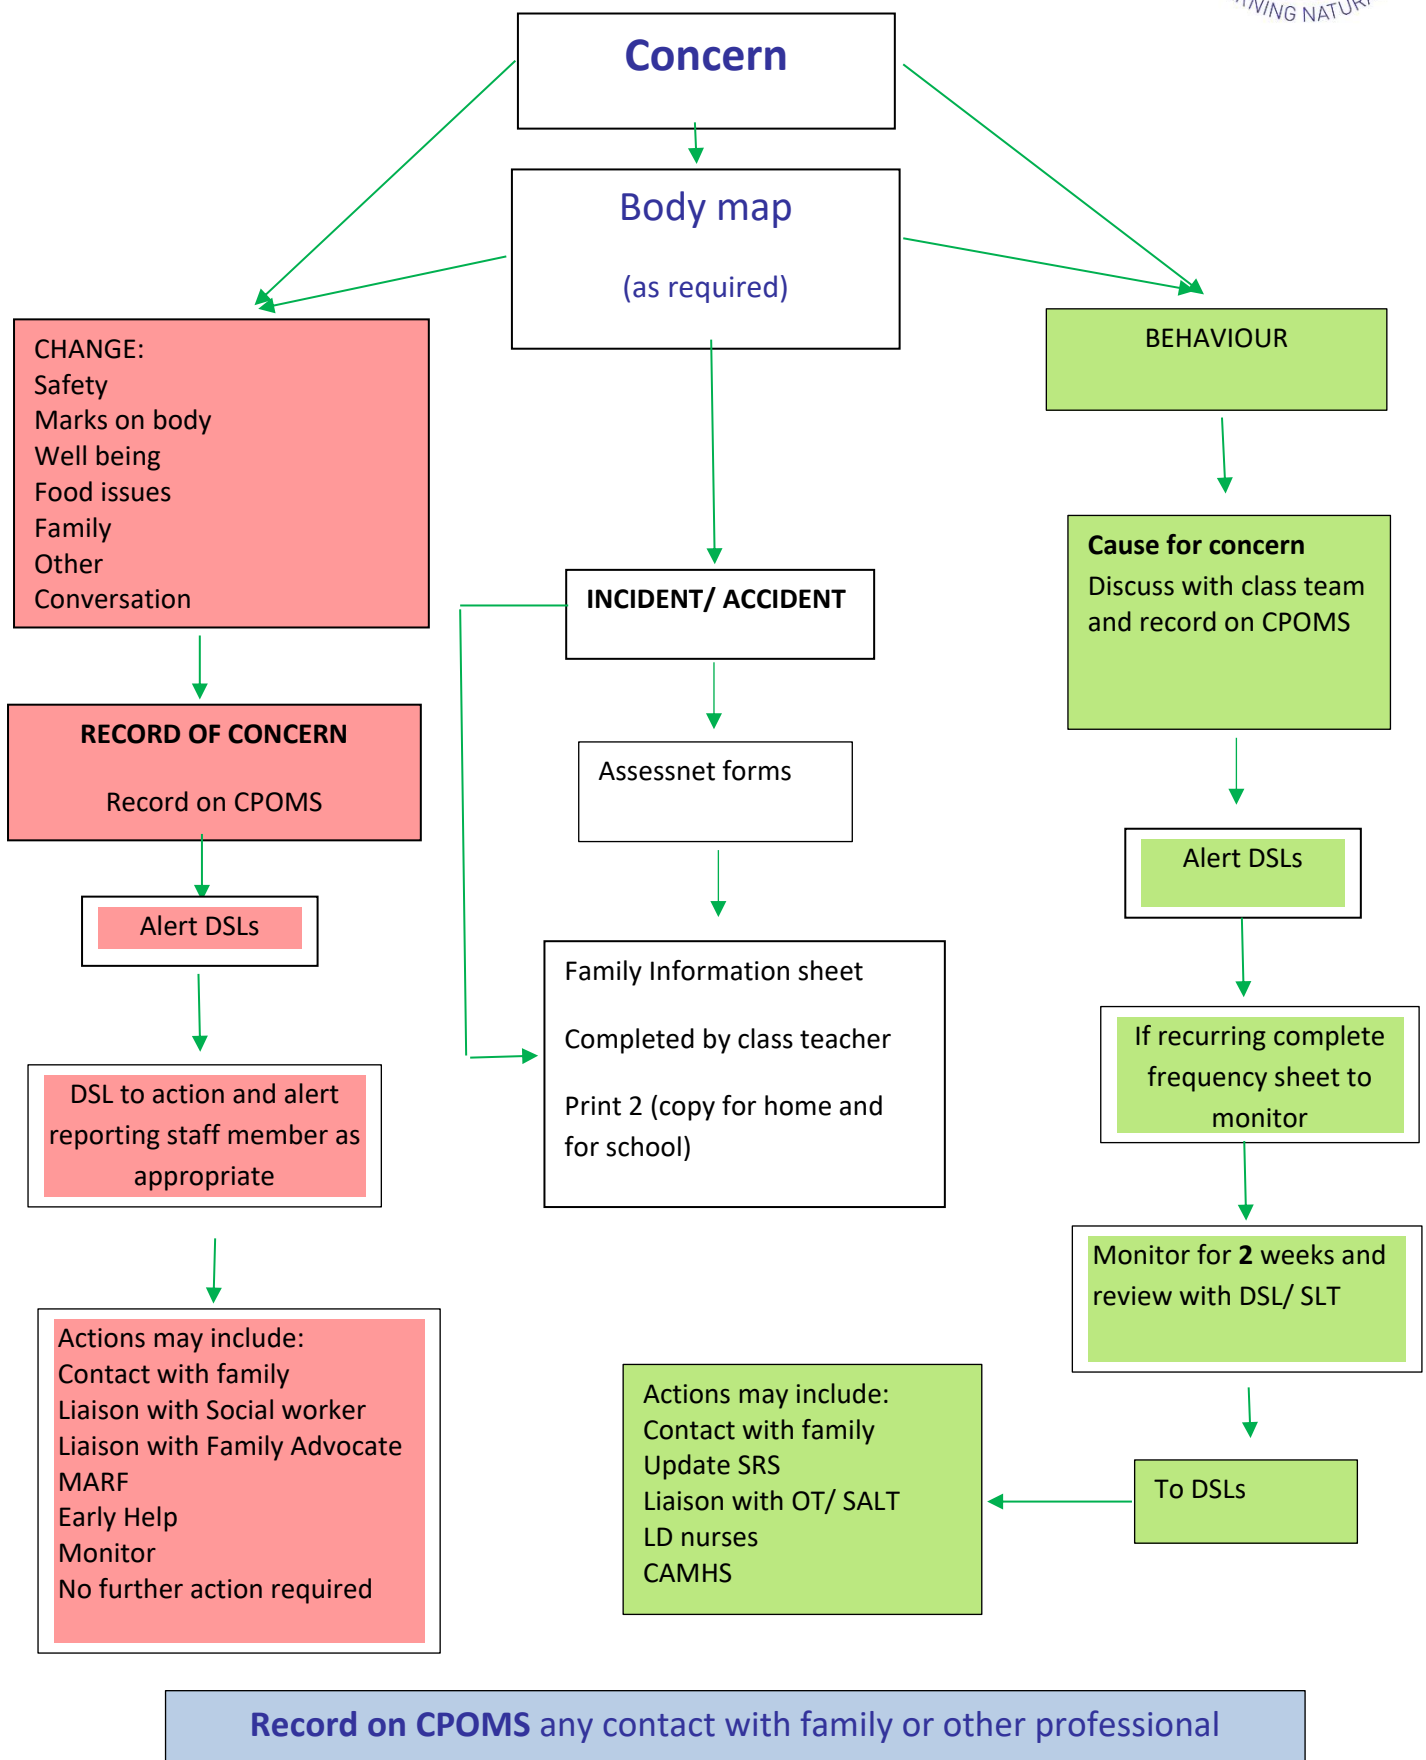 NING NATUR
Concern
Body map
(as required)
CHANGE:
Safety
Marks on body
Well being
Food issues
Family
Other
Conversation
BEHAVIOUR
INCIDENT/ ACCIDENT
Cause for concern
Discuss with class team
and record on CPOMS
RECORD OF CONCERN
Record on CPOMS
Assessnet forms
Alert DSLs
Alert DSLs
Family Information sheet
Completed by class teacher
Print 2 (copy for home and
for school)
If recurring complete
frequency sheet to
monitor
DSL to action and alert
reporting staff member as
appropriate
Monitor for 2 weeks and
review with DSL/ SLT
Actions may include:
Contact with family
Liaison with Social worker
Liaison with Family Advocate
MARF
Early Help
Monitor
No further action required
Actions may include:
Contact with family
Update SRS
Liaison with OT/ SALT
LD nurses
CAMHS
To DSLs
Record on CPOMS any contact with family or other professional